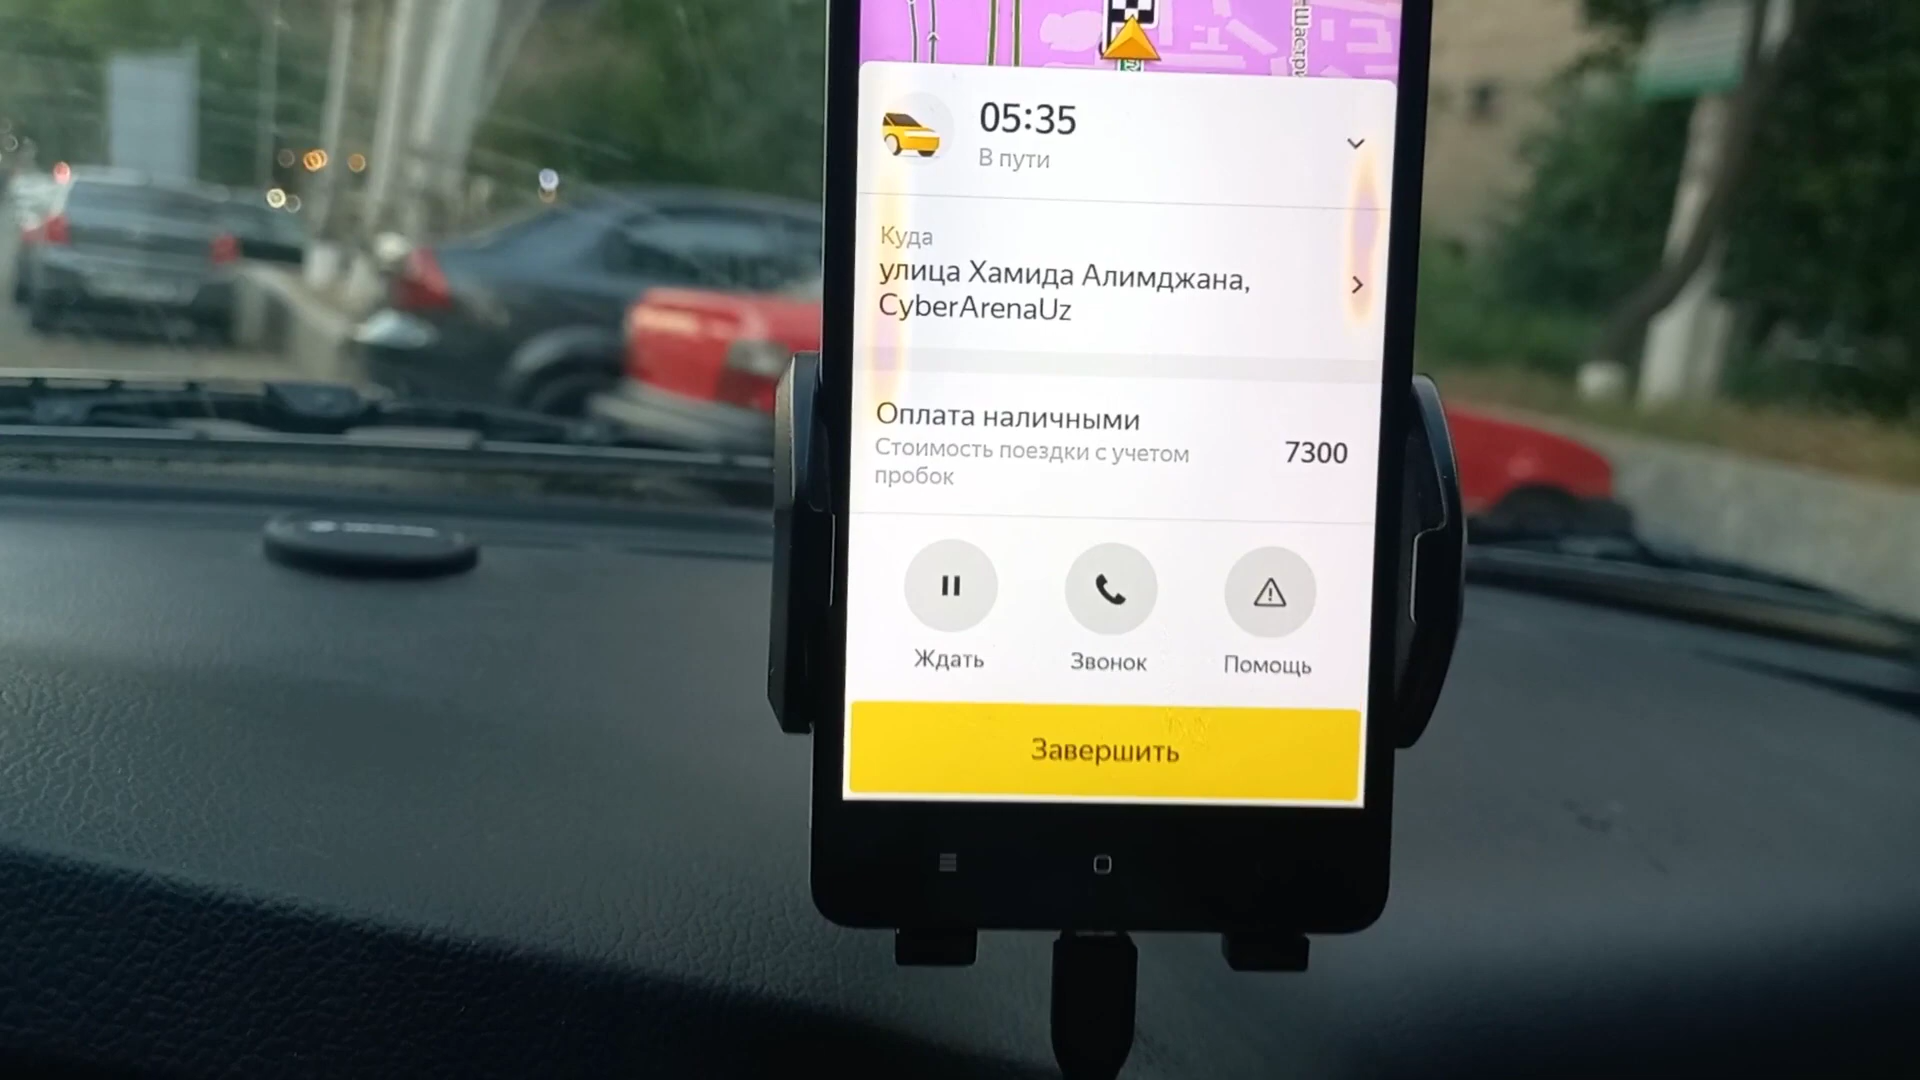 Шастри
05:35
В пути
Куда
улица Хамида Алимджана,
CyberArenaUz
Оплата наличными
Стоимость поездки с учетом
пробок
7300
Ждать
Звонок
Помощь
Завершить